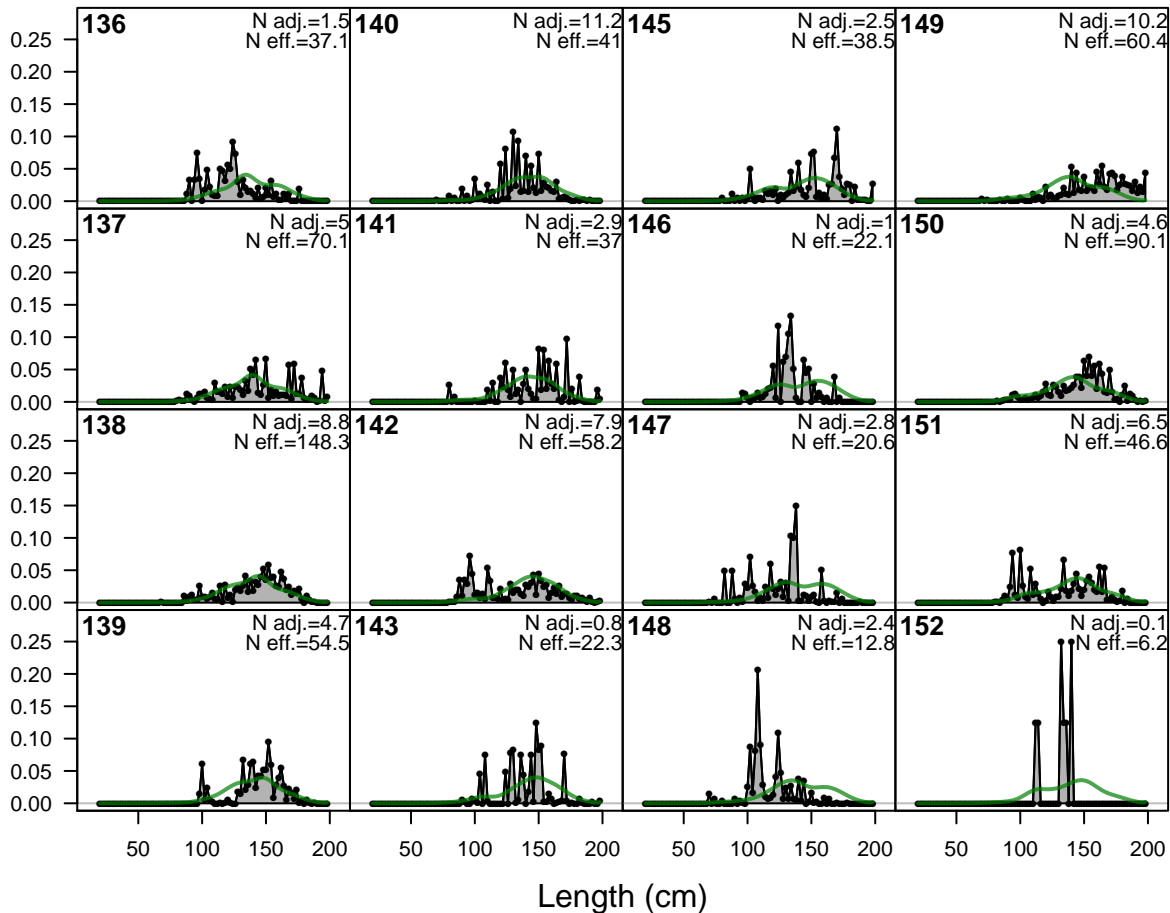 136 N adj.=1.5
N eff.=37.1
140 N adj.=11.2
N eff.=41
145 N adj.=2.5
N eff.=38.5
149 N adj.=10.2
N eff.=60.4
0.25
0.20
0.15
0.10
0.05
0.00
137 N adj.=5
N eff.=70.1
141 N adj.=2.9
N eff.=37
146 N adj.=1
N eff.=22.1
150 N adj.=4.6
N eff.=90.1
0.25
0.20
0.15
0.10
0.05
0.00
138 N adj.=8.8
N eff.=148.3
142 N adj.=7.9
N eff.=58.2
147 N adj.=2.8
N eff.=20.6
151 N adj.=6.5
N eff.=46.6
0.25
0.20
0.15
0.10
0.05
0.00
139 N adj.=4.7
N eff.=54.5
143 N adj.=0.8
N eff.=22.3
148 N adj.=2.4
N eff.=12.8
152 N adj.=0.1
N eff.=6.2
0.25
0.20
0.15
0.10
0.05
0.00
50 100 150 200 50 100 150 200 50 100 150 200 50 100 150 200
Length (cm)